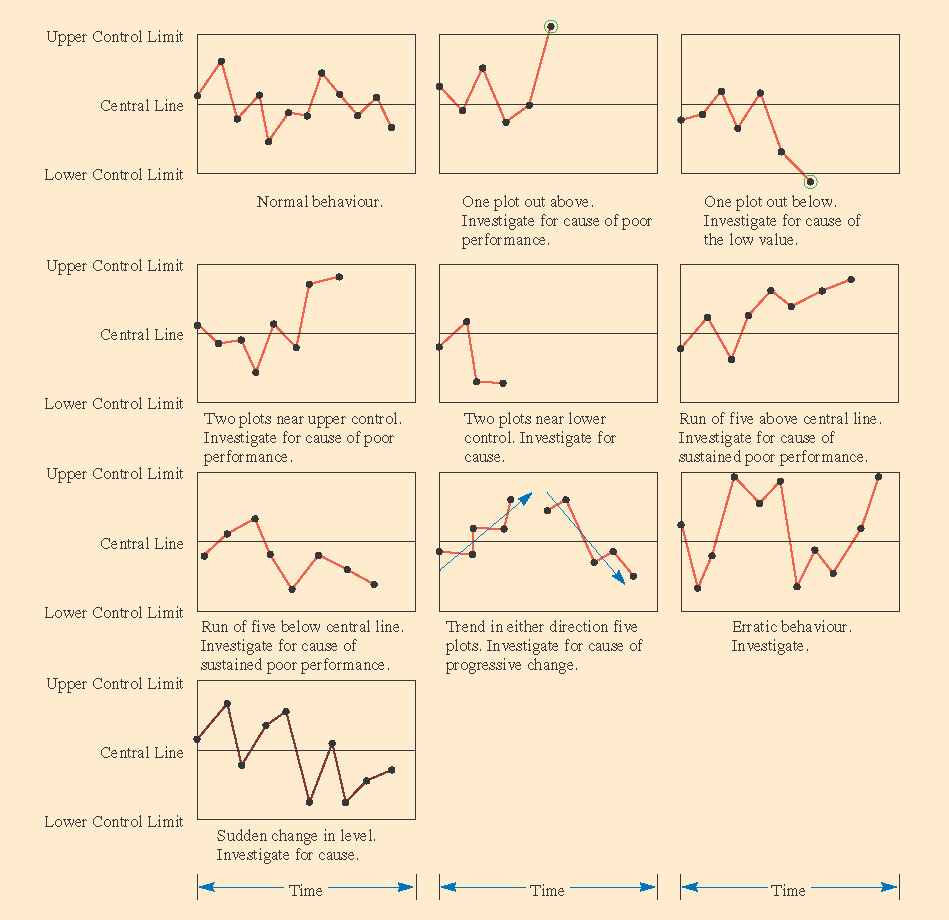 Upper Control Limit
Central Line
Lower Control Limit
Normal behaviour.
One plot out above.
Investigate for cause of poor
performance.
One plot out below.
Investigate for cause of
the low value.
Upper Control Limit
Central Line
Lower Control Limit
Two plots near upper control.
Investigate for cause of poor
performance.
Two plots near lower
control. Investigate for
cause.
Run of five above central line.
Investigate for cause of
sustained poor performance.
Upper Control Limit
Central Line
Lower Control Limit
Run of five below central line.
Investigate for cause of
sustained poor performance.
Trend in either direction five
plots. Investigate for cause of
progressive change.
Erratic behaviour.
Investigate.
Upper Control Limit
Central Line
Lower Control Limit
Sudden change in level.
Investigate for cause.
Time
Time
Time